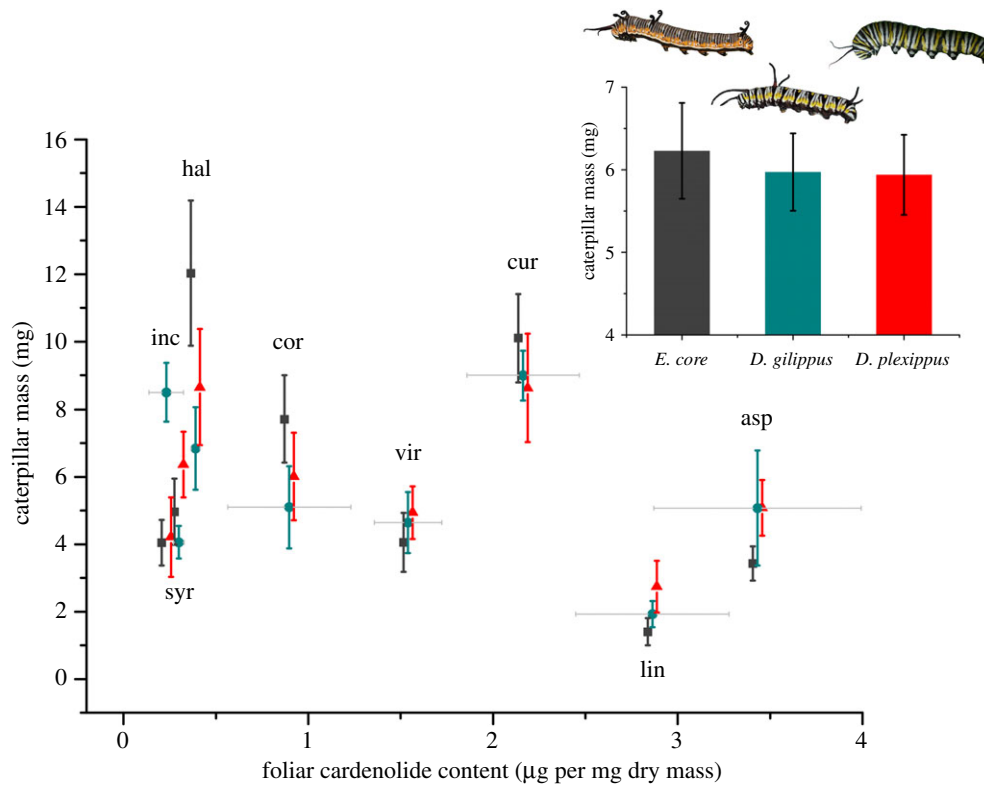 16
14
12
10
8
6
4
2
0
caterpillar mass (mg)
hal
inc
cor
syr
vir
cur
lin
asp
0 1 2 3 4
foliar cardenolide content (µg per mg dry mass)
7
6
5
4
caterpillar mass (mg)
E. core D. gilippus D. plexippus